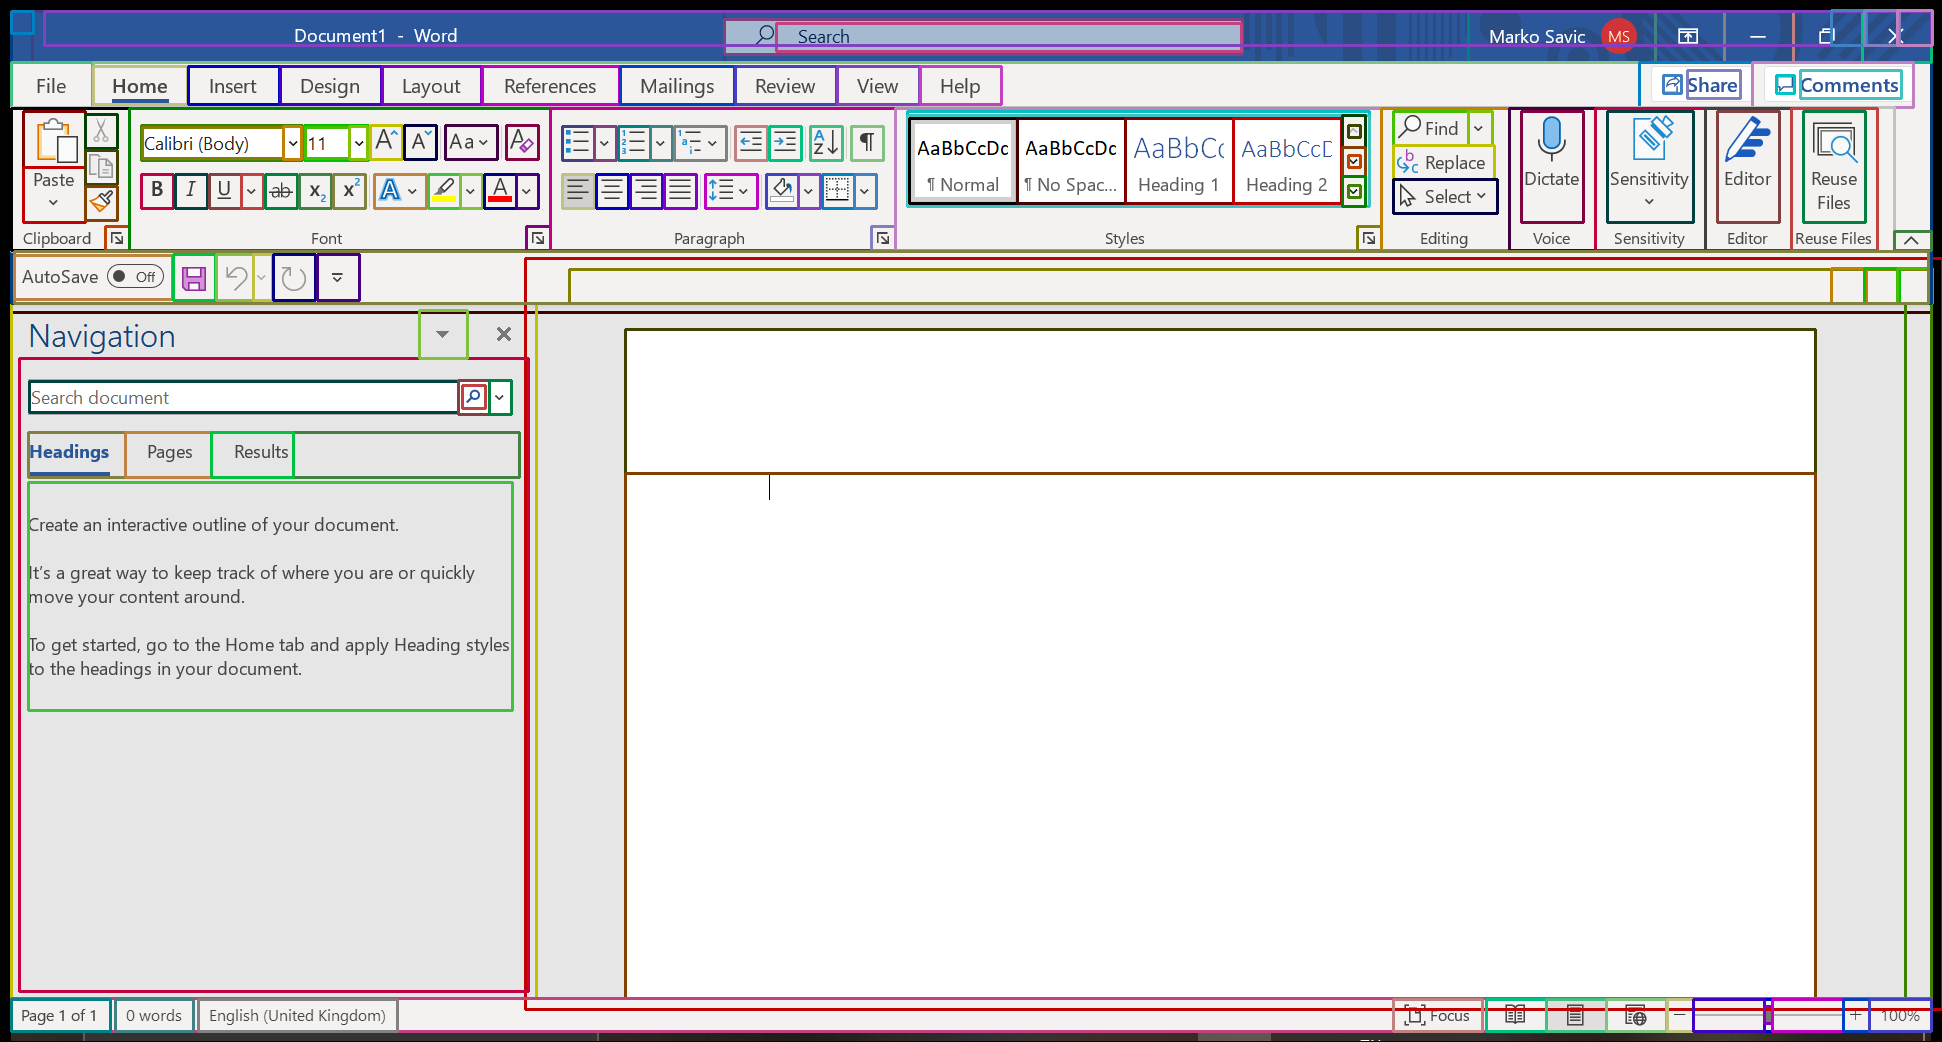 Document1 - Word
Search
Marko Savic
MS
File
Home
Insert
Design
Layout
References
Mailings
Review
View
Help
Share
Comments
Paste
Clipboard
Calibri (Body)
11
Font
Paragraph
AaBbCcDc
¶ Normal
AaBbCcDc
¶ No Spac...
AaBbCc
Heading 1
AaBbCcD
Heading 2
Styles
Find
Replace
Select
Editing
Dictate
Voice
Sensitivity
Sensitivity
Editor
Editor
Reuse
Files
Reuse Files
AutoSave
Off
Navigation
Search document
Headings
Pages
Results
Create an interactive outline of your document.
It's a great way to keep track of where you are or quickly
move your content around.
To get started, go to the Home tab and apply Heading styles
to the headings in your document.
Page 1 of 1
0 words
English (United Kingdom)
Focus
100%